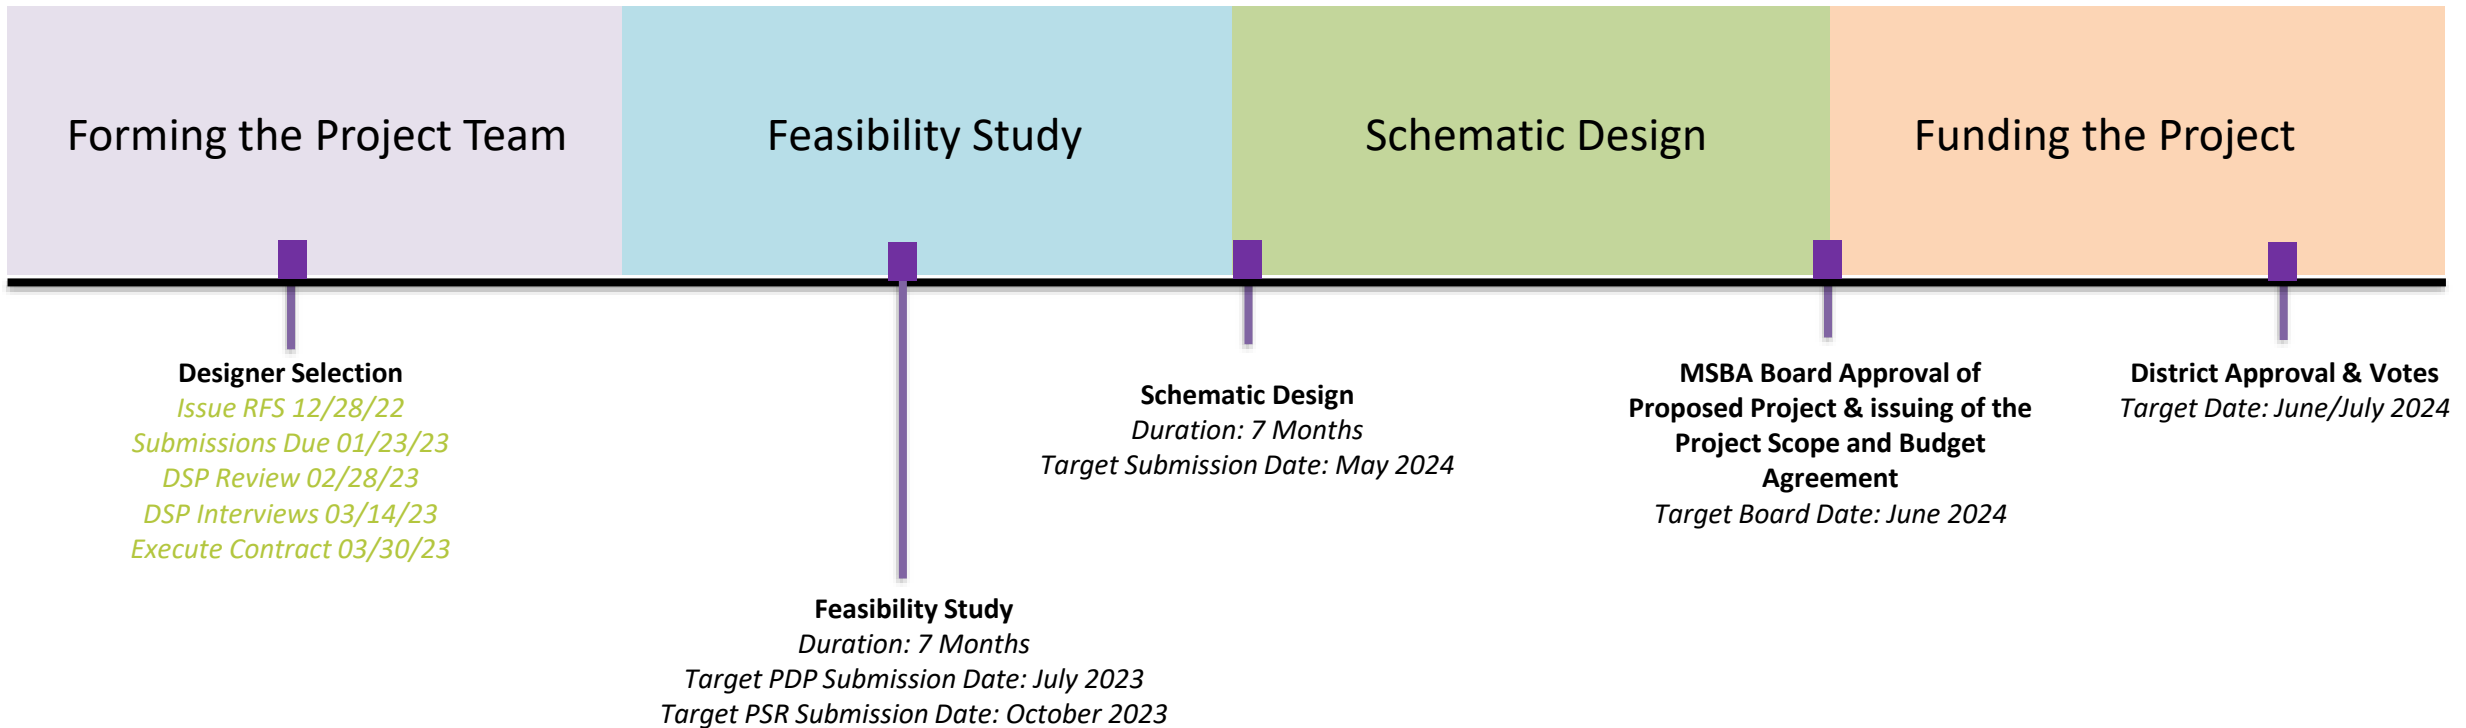 Forming the Project Team
Feasibility Study
Schematic Design
Funding the Project
Designer Selection
Issue RFS 12/28/22
Submissions Due 01/23/23
DSP Review 02/28/23
DSP Interviews 03/14/23
Execute Contract 03/30/23
Feasibility Study
Duration: 7 Months
Target PDP Submission Date: July 2023
Target PSR Submission Date: October 2023
Schematic Design
Duration: 7 Months
Target Submission Date: May 2024
MSBA Board Approval of
Proposed Project & issuing of the
Project Scope and Budget
Agreement
Target Board Date: June 2024
District Approval & Votes
Target Date: June/July 2024